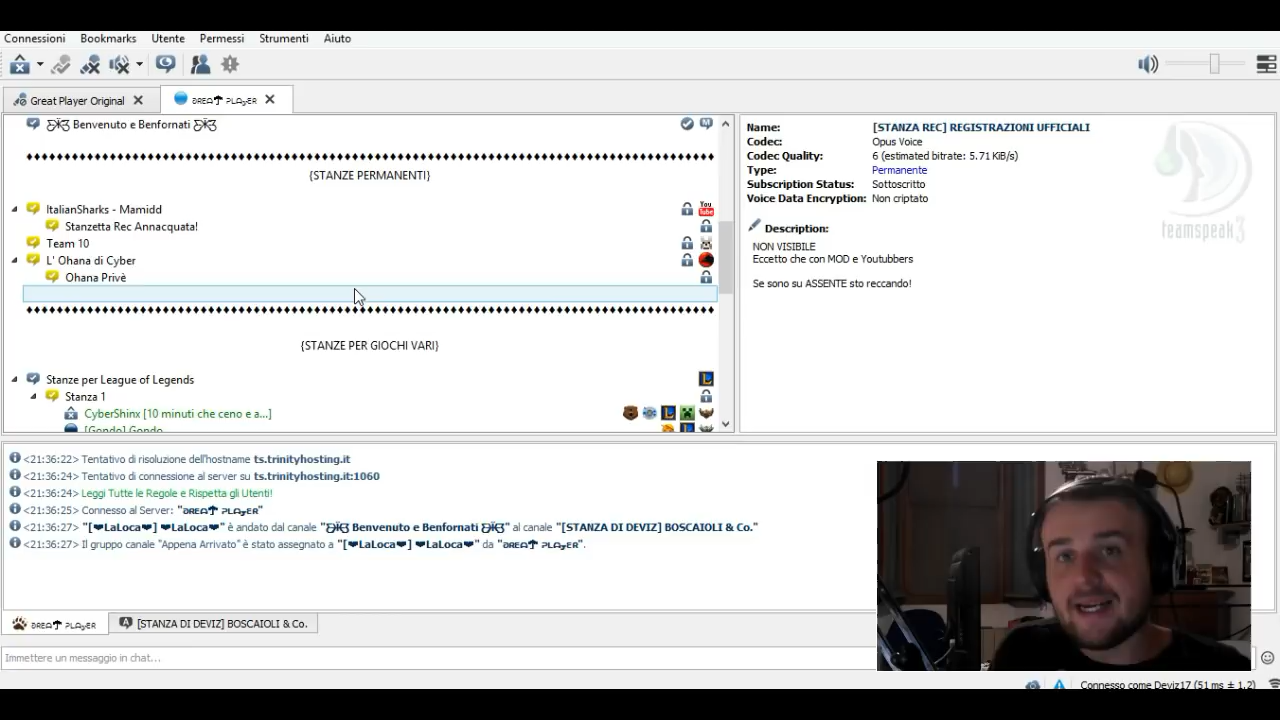 Connessioni Bookmarks Utente Permessi Strumenti Aiuto
Great Player Original
Benvenuto e Benfornati
{STANZE PERMANENTI}
ItalianSharks - Mamidd
You Tube
Stanzetta Rec Annacquata!
Team 10
L' Ohana di Cyber
Ohana Privè
{STANZE PER GIOCHI VARI}
Stanze per League of Legends
Stanza 1
CyberShinx [10 minuti che ceno e a...]
[Gondo] Gondo
Name: [STANZA REC] REGISTRAZIONI UFFICIALI
Codec: Opus Voice
Codec Quality: 6 (estimated bitrate: 5.71 KiB/s)
Type: Permanente
Subscription Status: Sottoscritto
Voice Data Encryption: Non criptato
Description:
NON VISIBILE
Eccetto che con MOD e Youtubbers
Se sono su ASSENTE sto reccando!
teamspeak3
<21:36:22> Tentativo di risoluzione dell'hostname ts.trinityhosting.it
<21:36:24> Tentativo di connessione al server su ts.trinityhosting.it:1060
<21:36:24> Leggi Tutte le Regole e Rispetta gli Utenti!
<21:36:25> Connesso al Server:
<21:36:27> "[❤LaLoca❤] ❤LaLoca❤" è andato dal canale "Benvenuto e Benfornati" al canale "[STANZA DI DEVIZ] BOSCAIOLI & Co."
<21:36:27> Il gruppo canale "Appena Arrivato" è stato assegnato a "[❤LaLoca❤] ❤LaLoca❤" da
[STANZA DI DEVIZ] BOSCAIOLI & Co.
Immettere un messaggio in chat...
Connesso come Deviz17 (51 ms ± 1.2)